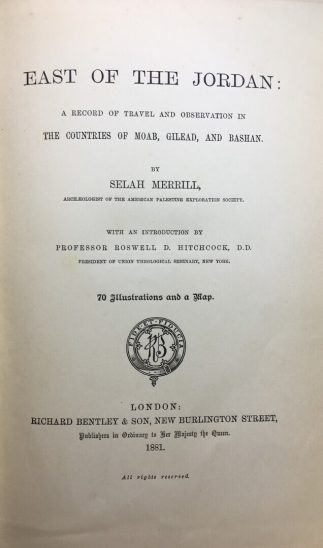 EAST OF THE JORDAN:
A RECORD OF TRAVEL AND OBSERVATION IN
THE COUNTRIES OF MOAB, GILEAD, AND BASHAN.
BY
SELAH MERRILL,
ARCHÆOLOGIST OF THE AMERICAN PALESTINE EXPLORATION SOCIETY.
WITH AN INTRODUCTION BY
PROFESSOR ROSWELL D. HITCHCOCK, D.D.
PRESIDENT OF UNION THEOLOGICAL SEMINARY, NEW YORK.
70 Illustrations and a Map.
LONDON:
RICHARD BENTLEY & SON, NEW BURLINGTON STREET,
Publishers in Ordinary to Her Majesty the Queen.
1881.
All rights reserved.